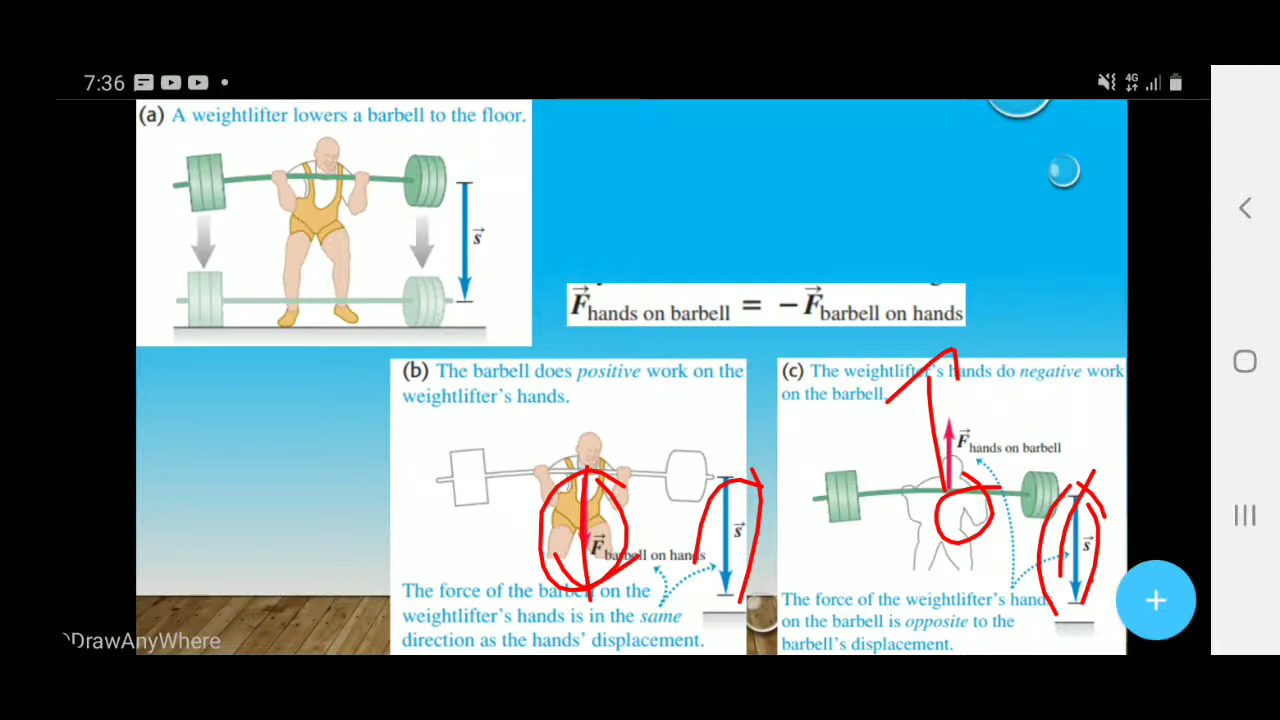 7:36
4G
(a) A weightlifter lowers a barbell to the floor.
s
F hands on barbell = −F barbell on hands
(b) The barbell does positive work on the
weightlifter's hands.
F barbell on hands
s
The force of the barbell on the
weightlifter's hands is in the same
direction as the hands' displacement.
(c) The weightlifter's hands do negative work
on the barbell.
F hands on barbell
s
The force of the weightlifter's hands
on the barbell is opposite to the
barbell's displacement.
DrawAnyWhere